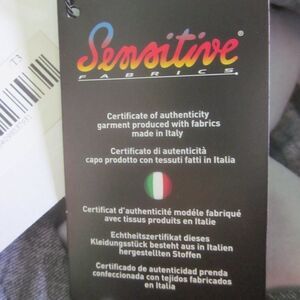 Sensitive®
FABRICS®
Certificate of authenticity
garment produced with fabrics
made in Italy
Certificato di autenticità
capo prodotto con tessuti fatti in Italia
Certificat d'authenticité modéle fabriqué
avec tissus produits en Italie
Echtheitszertifikat dieses
Kleidungsstück besteht aus in Italien
hergestellten Stoffen
Certificado de autenticidad prenda
confeccionada con tejidos fabricados
en Italia
T3